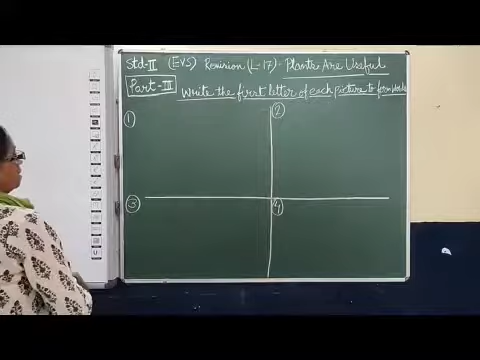 Std-II (EVS) Revision (L-17)- Plants Are Useful
Part-III Write the first letter of each picture to form
1 2
3 4